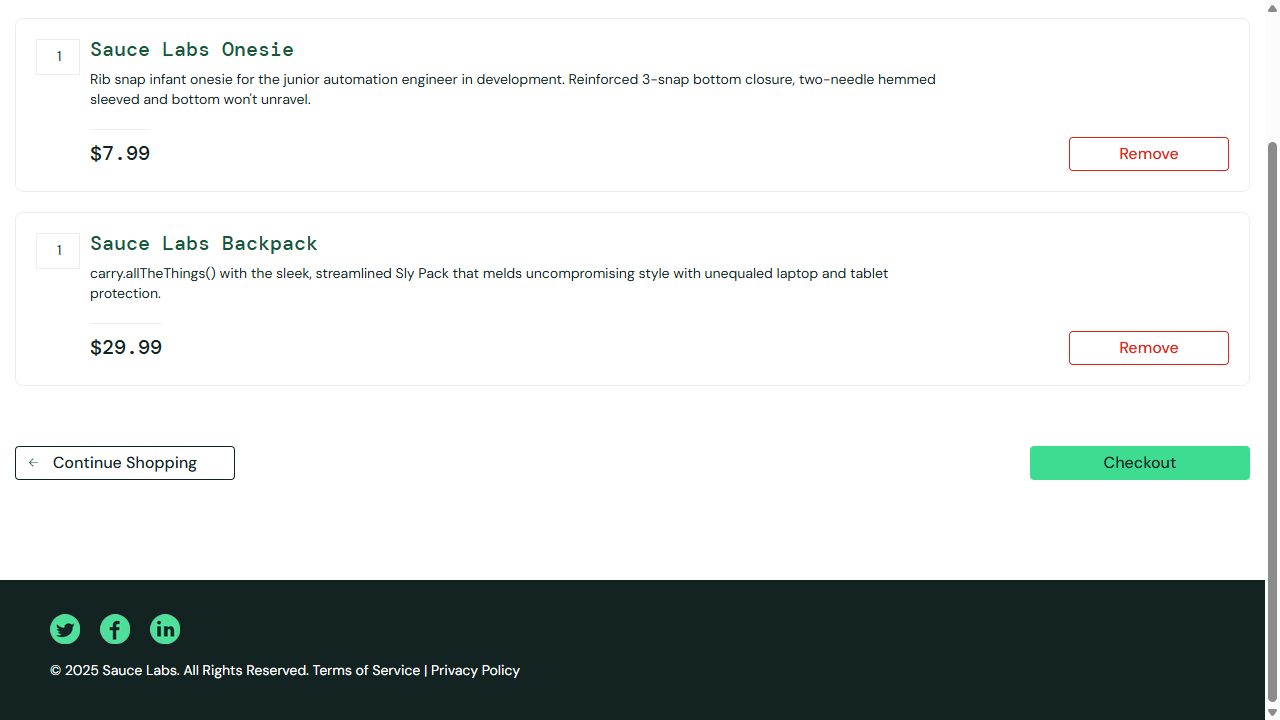 1
Sauce Labs Onesie
Rib snap infant onesie for the junior automation engineer in development. Reinforced 3-snap bottom closure, two-needle hemmed
sleeved and bottom won't unravel.
$7.99
Remove
1
Sauce Labs Backpack
carry.allTheThings() with the sleek, streamlined Sly Pack that melds uncompromising style with unequaled laptop and tablet
protection.
$29.99
Remove
Continue Shopping
Checkout
© 2025 Sauce Labs. All Rights Reserved. Terms of Service | Privacy Policy